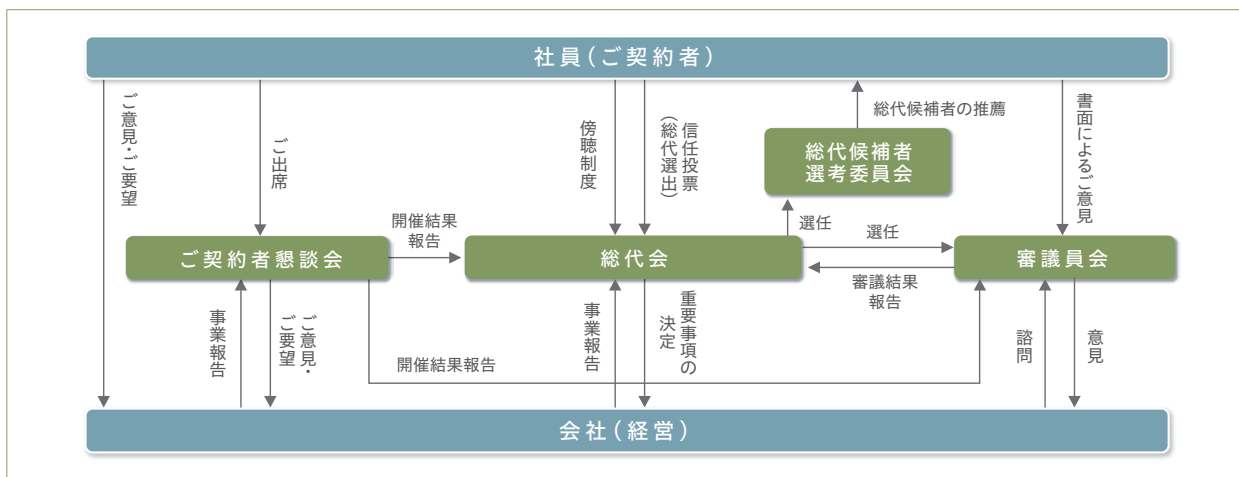 社員(ご契約者)
ご意見・ご要望
ご出席
傍聴制度
信任投票
(総代選出)
総代候補者の推薦
書面によるご意見
総代候補者
選考委員会
開催結果
報告
選任
選任
ご契約者懇談会
総代会
審議員会
審議結果
報告
事業報告
ご意見・
ご要望
開催結果報告
事業報告
重要事項の
決定
諮問
意見
会社(経営)